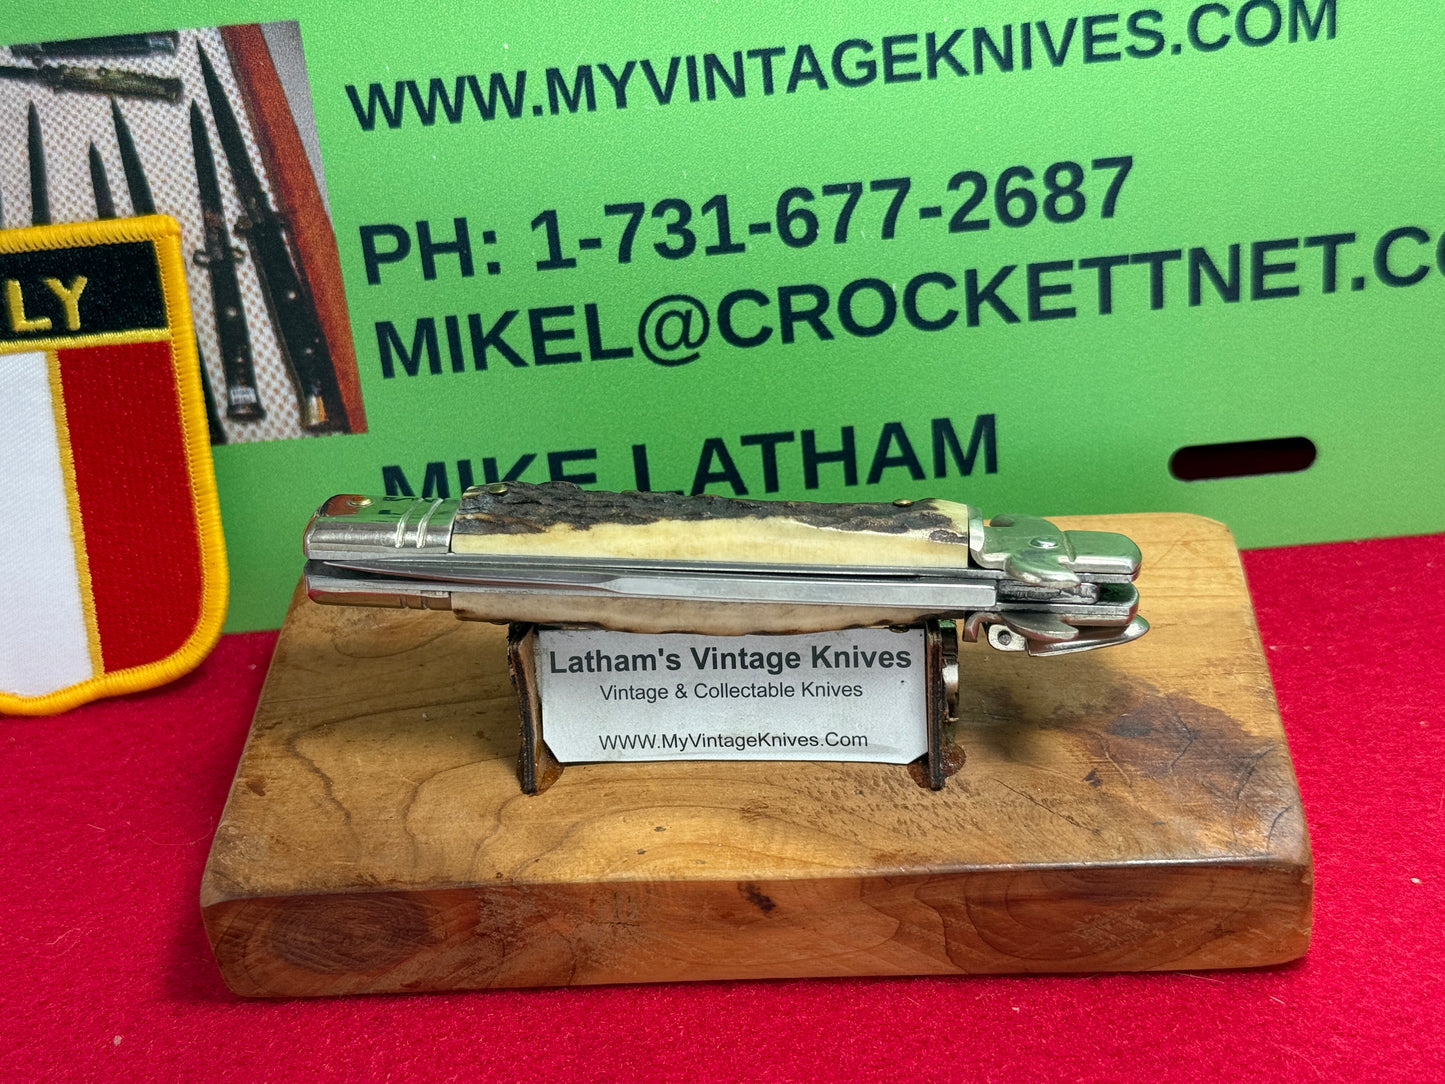 WWW.MYVINTAGEKNIVES.COM
PH: 1-731-677-2687
MIKEL@CROCKETTNET.CO
MIKE LATHAM
LY
Latham's Vintage Knives
Vintage & Collectable Knives
WWW.MyVintageKnives.Com